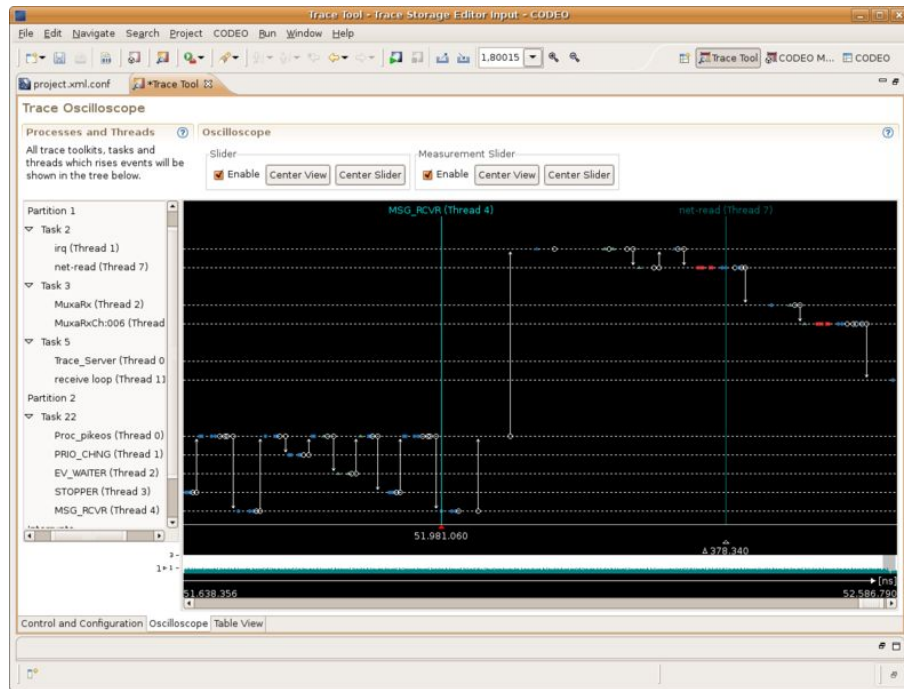 Trace Tool - Trace Storage Editor Input - CODEO
File Edit Navigate Search Project CODEO Run Window Help
1,80015 Trace Tool CODEO M... CODEO
project.xml.conf *Trace Tool
Trace Oscilloscope
Processes and Threads
All trace toolkits, tasks and
threads which rises events will be
shown in the tree below.
Oscilloscope
Slider
Enable Center View Center Slider
Measurement Slider
Enable Center View Center Slider
Partition 1
Task 2
irq (Thread 1)
net-read (Thread 7)
Task 3
MuxaRx (Thread 2)
MuxaRxCh:006 (Thread
Task 5
Trace_Server (Thread 0
receive loop (Thread 11
Partition 2
Task 22
Proc_pikeos (Thread 0)
PRIO_CHNG (Thread 1)
EV_WAITER (Thread 2)
STOPPER (Thread 3)
MSG_RCVR (Thread 4)
MSG_RCVR (Thread 4)
net-read (Thread 7)
51.981.060
Δ378.340
[ns]
51.638.356
52.586.790
Control and Configuration Oscilloscope Table View